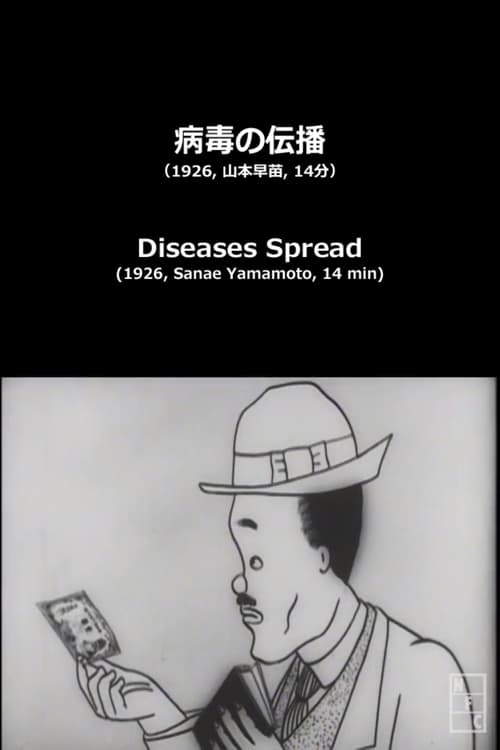 病毒の伝播
（1926, 山本早苗, 14分）
Diseases Spread
(1926, Sanae Yamamoto, 14 min)
N
F C